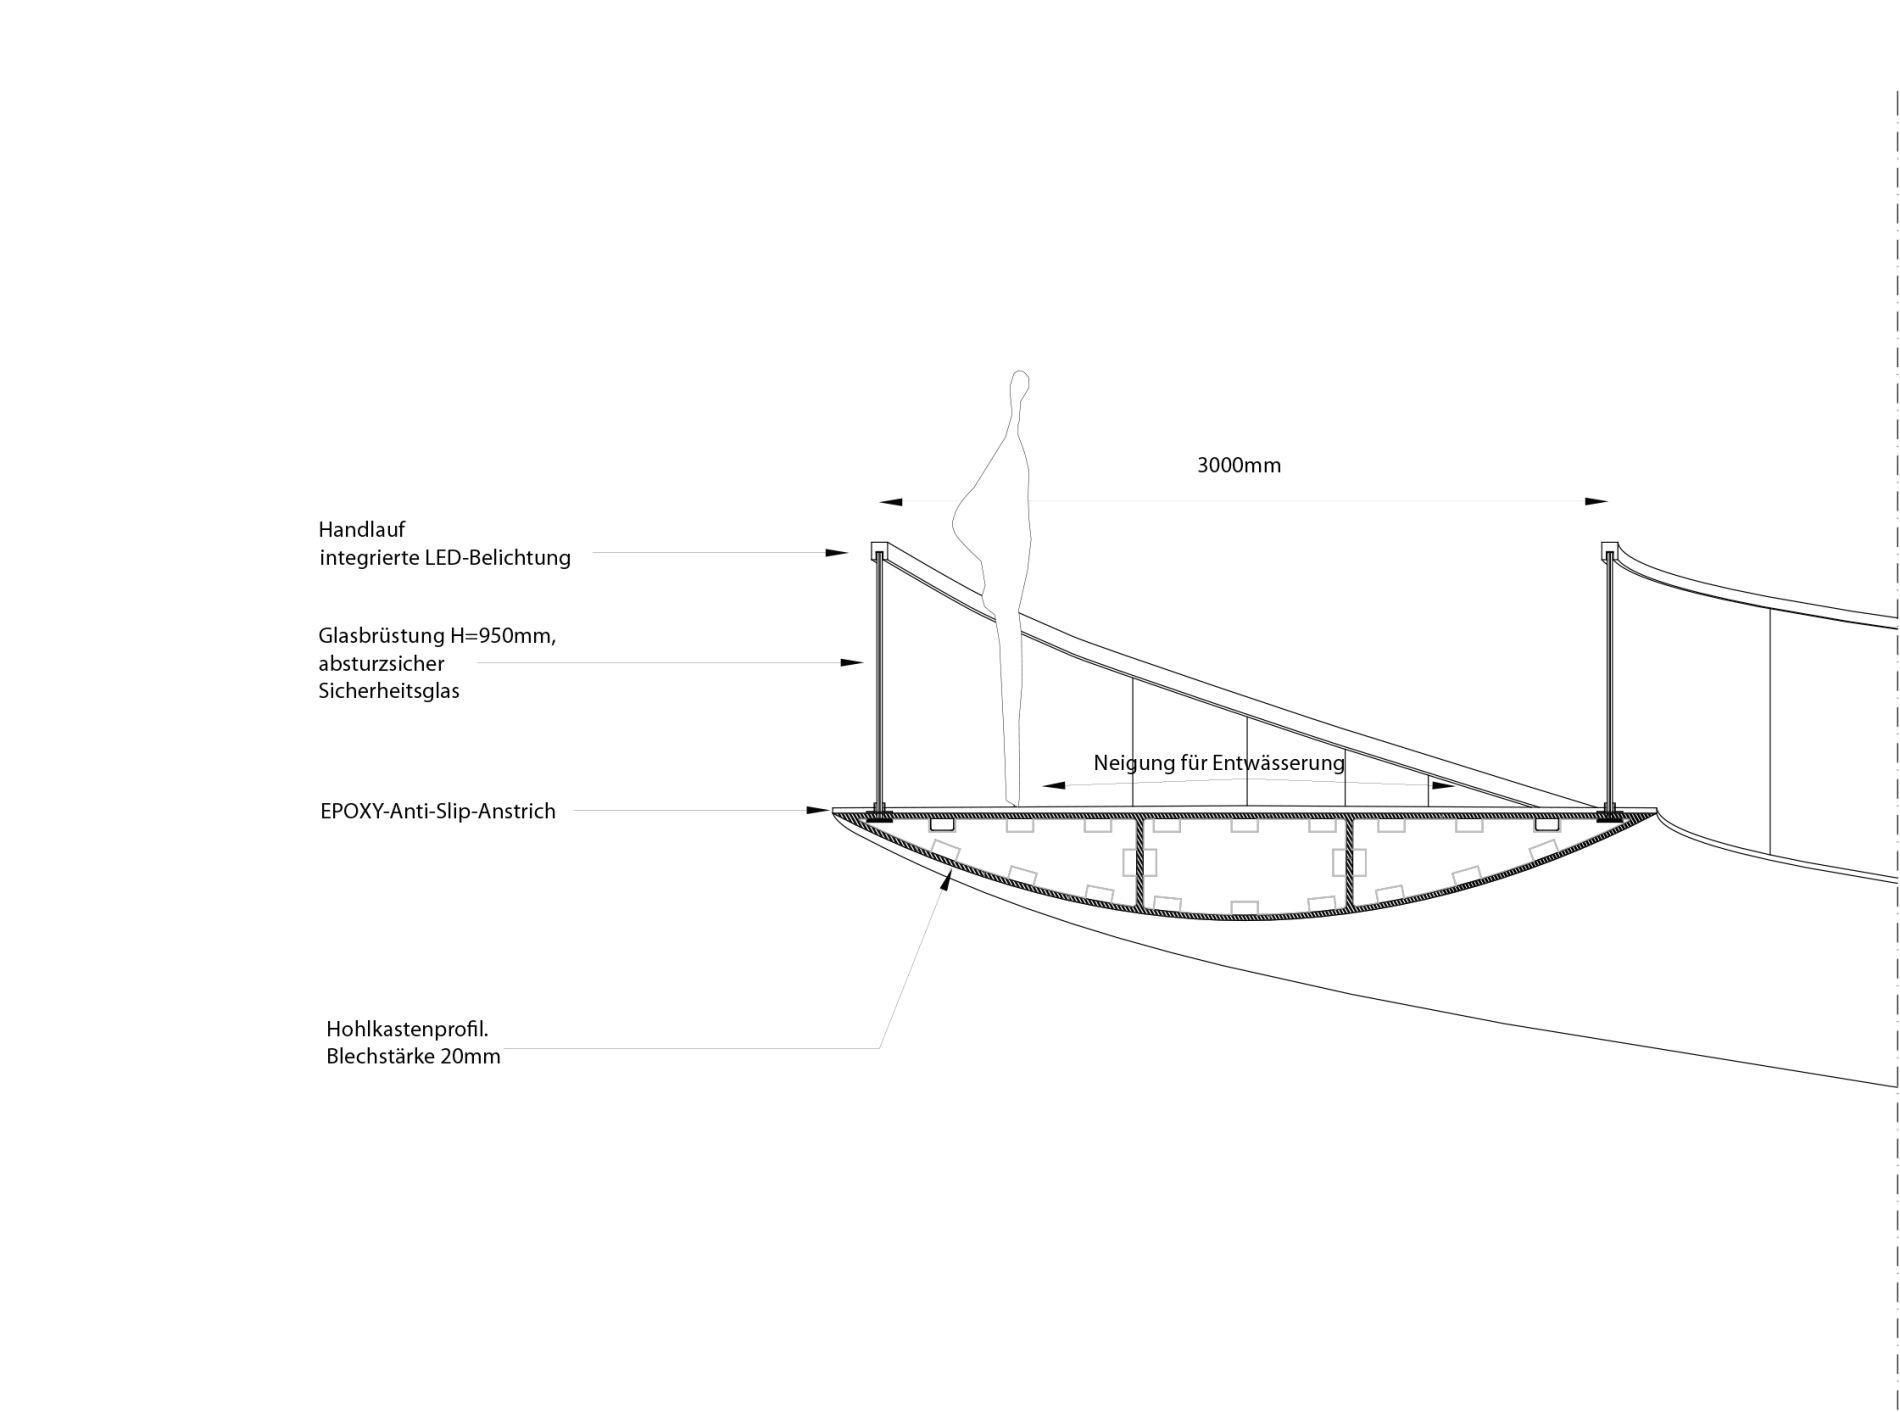 3000mm
Handlauf
integrierte LED-Belichtung
Glasbrüstung H=950mm,
absturzsicher
Sicherheitsglas
Neigung für Entwässerung
EPOXY-Anti-Slip-Anstrich
Hohlkastenprofil.
Blechstärke 20mm